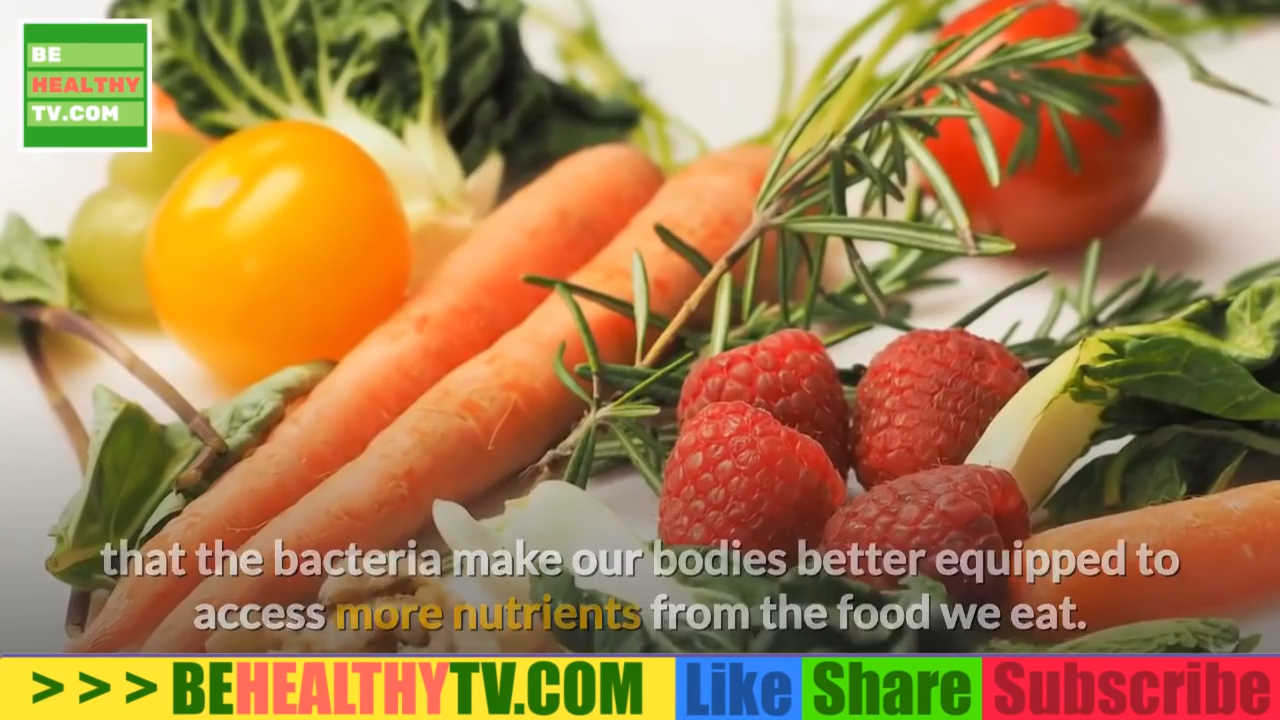 BE
HEALTHY
TV.COM
that the bacteria make our bodies better equipped to
access more nutrients from the food we eat.
> > > BEHEALTHYTV.COM Like Share Subscribe